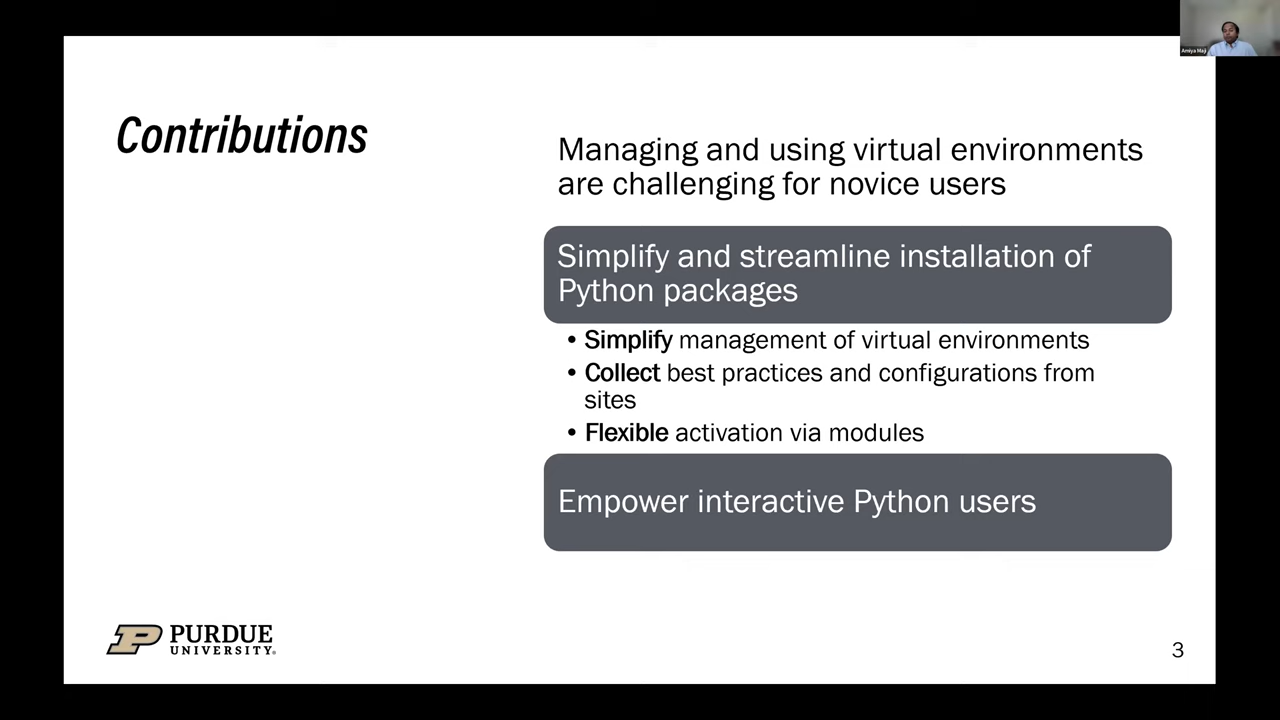 Amiya Maji
Contributions
Managing and using virtual environments
are challenging for novice users
Simplify and streamline installation of
Python packages
• Simplify management of virtual environments
• Collect best practices and configurations from
sites
• Flexible activation via modules
Empower interactive Python users
PURDUE
UNIVERSITY®
3